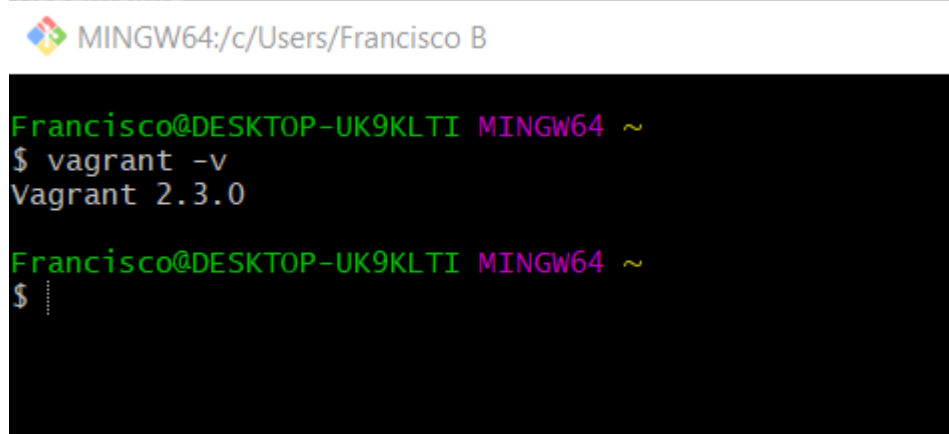 MINGW64:/c/Users/Francisco B
Francisco@DESKTOP-UK9KLTI MINGW64 ~
$ vagrant -v
Vagrant 2.3.0
Francisco@DESKTOP-UK9KLTI MINGW64 ~
$